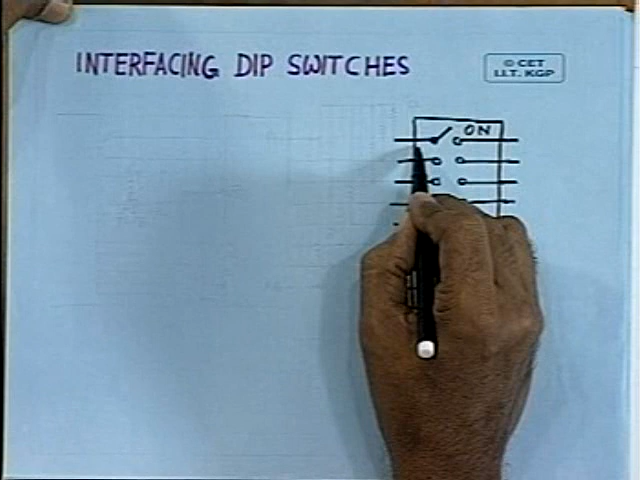 INTERFACING DIP SWITCHES
© CET
I.I.T. KGP
ON